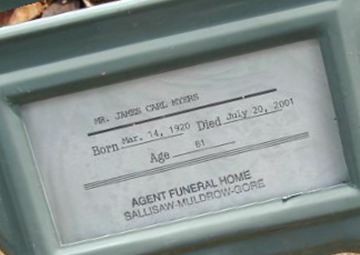 MR. JAMES CARL MYERS
Born Mar. 14, 1920 Died July 20, 2001
Age 81
AGENT FUNERAL HOME
SALLISAW-MULDROW-GORE